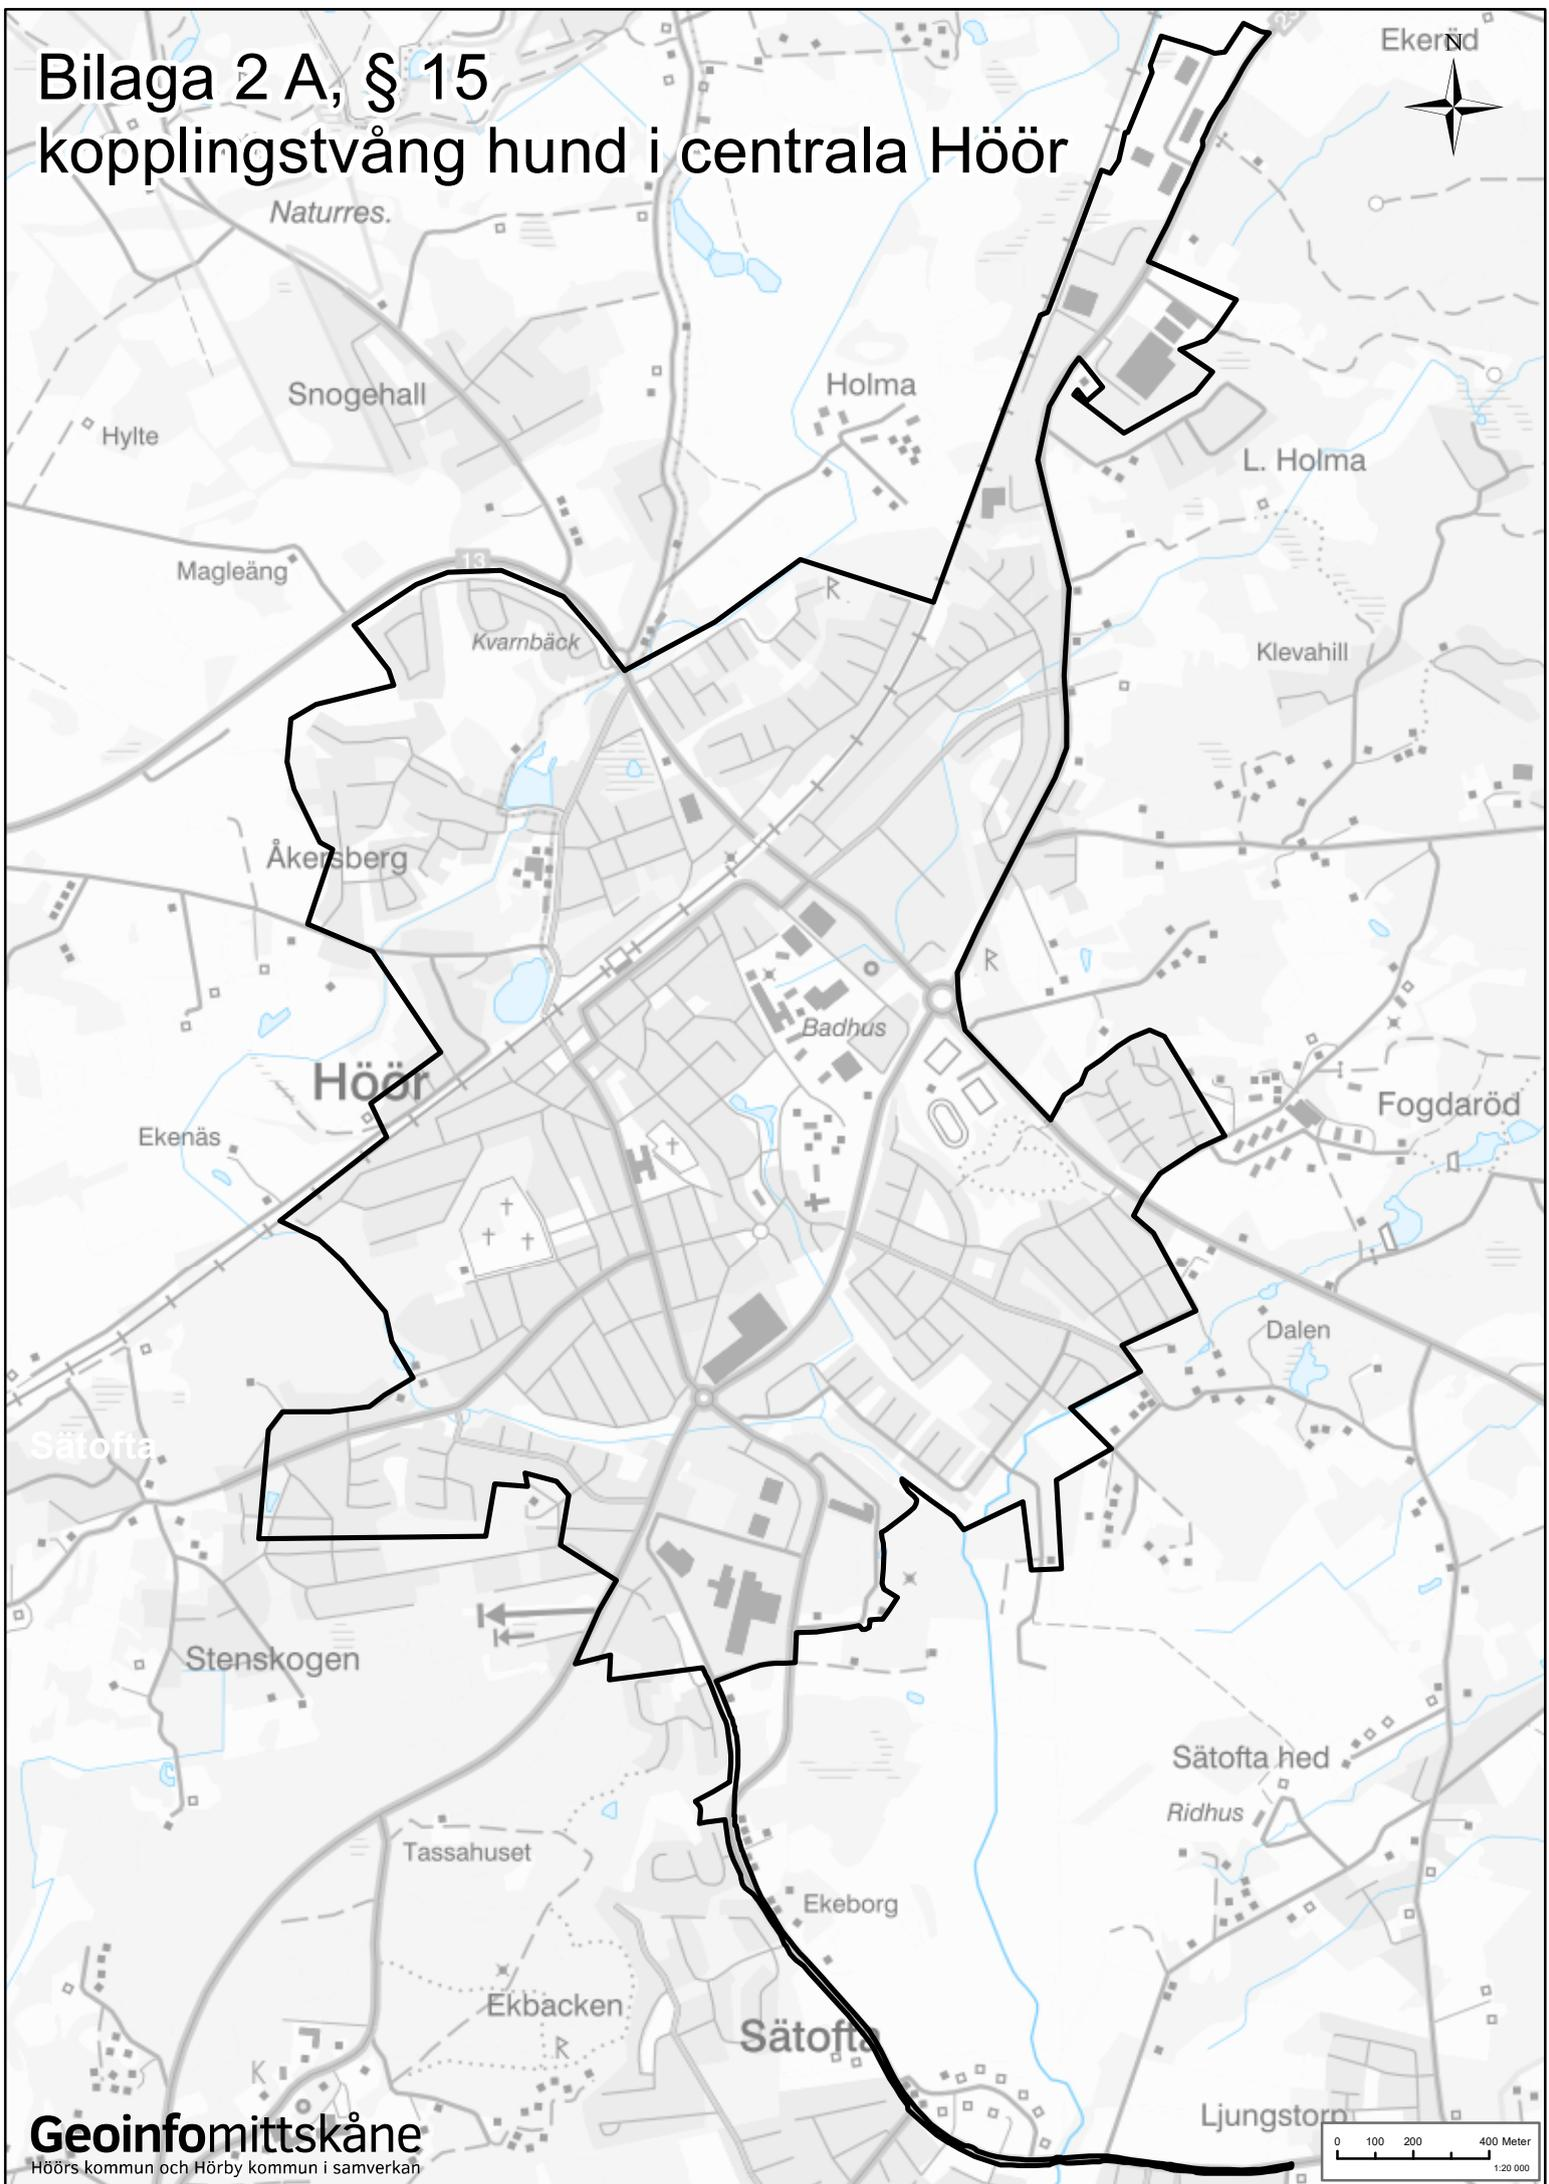 Bilaga 2 A, § 15
kopplingstvång hund i centrala Höör
Ekeröd
N
Naturres.
Snogehall
Holma
Hylte
L. Holma
13
Magleäng
R
Kvarnbäck
Klevahill
Åkersberg
R
Badhus
Höör
Fogdaröd
Ekenäs
Dalen
Sätofta
Stenskogen
Sätofta hed
Ridhus
Tassahuset
Ekeborg
Ekbacken
Sätofta
R
K
Ljungstorp
Geoinfomittskåne
Höörs kommun och Hörby kommun i samverkan
0 100 200 400 Meter
1:20 000